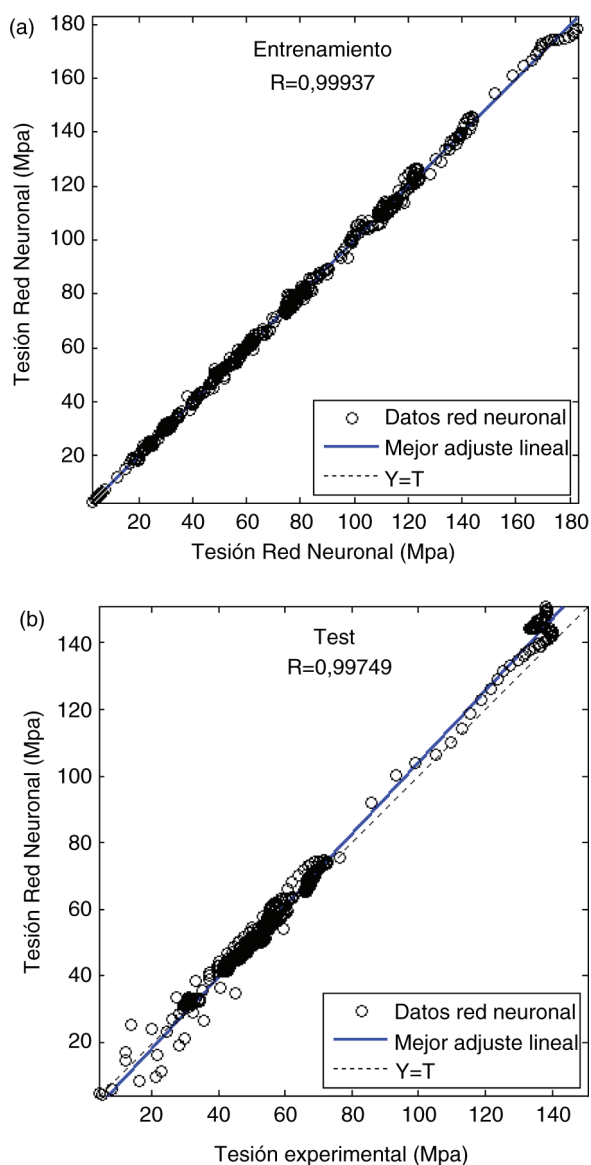 (a)
Entrenamiento
R=0,99937
Tesión Red Neuronal (Mpa)
180
160
140
120
100
80
60
40
20
Datos red neuronal
Mejor adjuste lineal
Y=T
20 40 60 80 100 120 140 160 180
Tesión Red Neuronal (Mpa)
(b)
Test
R=0,99749
Tesión Red Neuronal (Mpa)
140
120
100
80
60
40
20
Datos red neuronal
Mejor adjuste lineal
Y=T
20 40 60 80 100 120 140
Tesión experimental (Mpa)